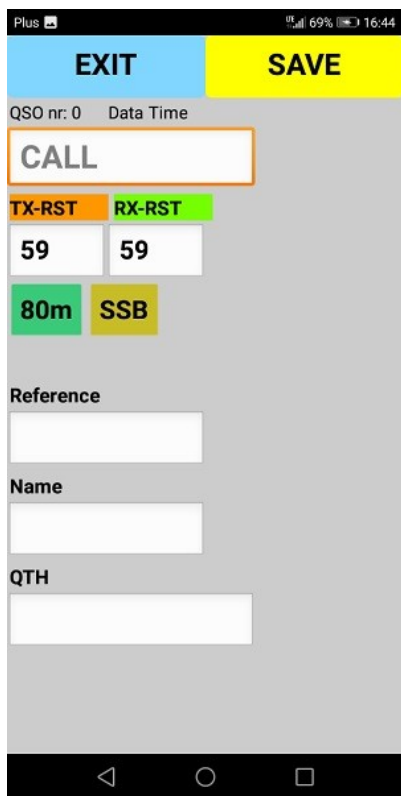 Plus 69% 16:44
EXIT SAVE
QSO nr: 0 Data Time
CALL
TX-RST RX-RST
59 59
80m SSB
Reference
Name
QTH